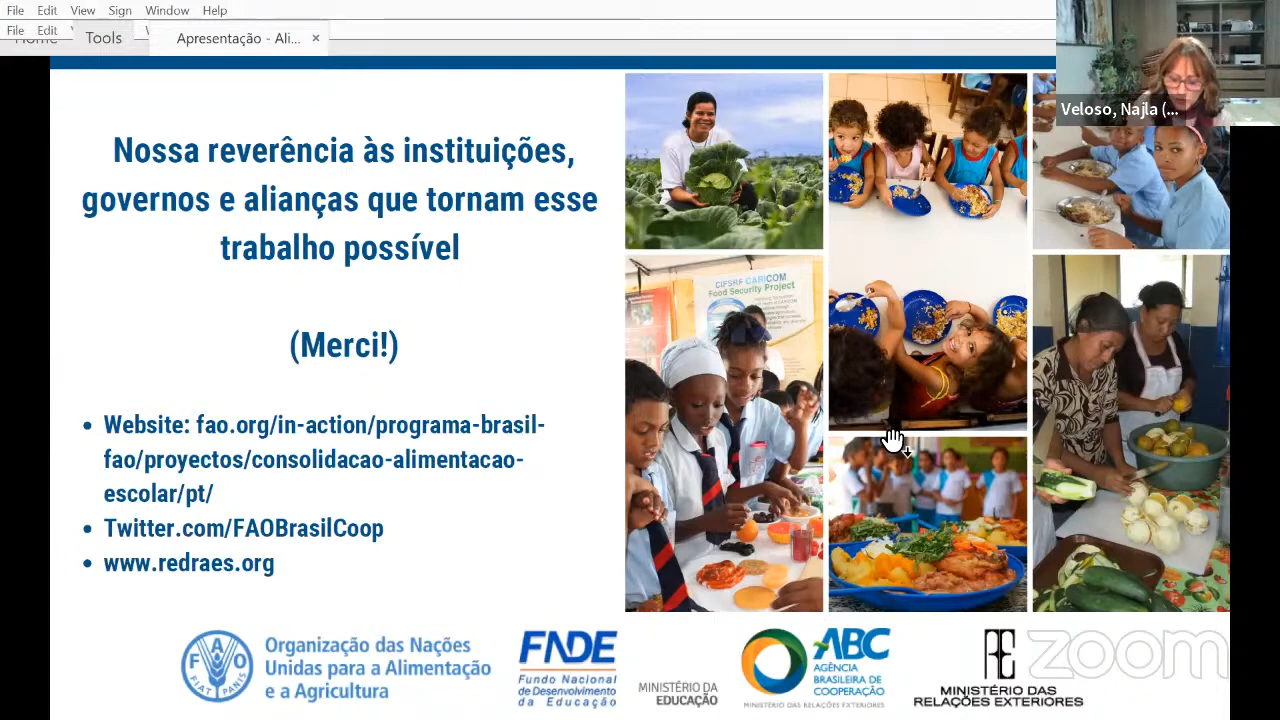 File Edit View Sign Window Help
File Edit
Home Tools Apresentação - Ali... ×
Veloso, Najla (...
Nossa reverência às instituições,
governos e alianças que tornam esse
trabalho possível
(Merci!)
• Website: fao.org/in-action/programa-brasil-
fao/proyectos/consolidacao-alimentacao-
escolar/pt/
• Twitter.com/FAOBrasilCoop
• www.redraes.org
CIFSRF CARICOM
Food Security Project
FAO
FIAT PANIS
Organização das Nações
Unidas para a Alimentação
e a Agricultura
FNDE
Fundo Nacional
de Desenvolvimento
da Educação
MINISTÉRIO DA
EDUCAÇÃO
ABC
AGÊNCIA
BRASILEIRA DE
COOPERAÇÃO
MINISTÉRIO DAS RELAÇÕES EXTERIORES
MINISTÉRIO DAS
RELAÇÕES EXTERIORES
zoom